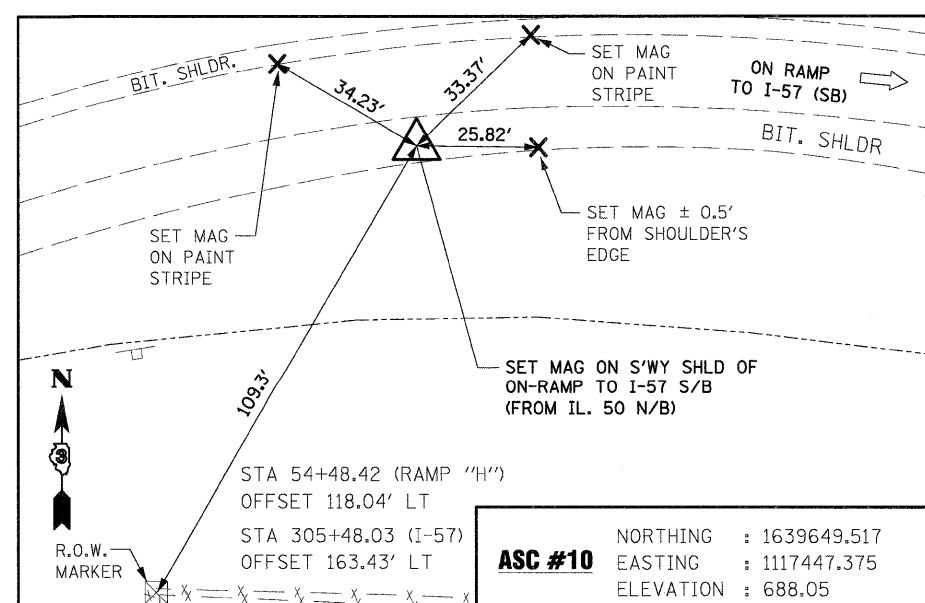 BIT. SHLDR.
34.23'
33.37'
SET MAG
ON PAINT
STRIPE
ON RAMP
TO I-57 (SB)
25.82'
BIT. SHLDR
SET MAG
ON PAINT
STRIPE
SET MAG ± 0.5'
FROM SHOULDER'S
EDGE
N
3
109.3'
SET MAG ON S'WY SHLD OF
ON-RAMP TO I-57 S/B
(FROM IL. 50 N/B)
STA 54+48.42 (RAMP "H")
OFFSET 118.04' LT
STA 305+48.03 (I-57)
OFFSET 163.43' LT
R.O.W.
MARKER
ASC #10
NORTHING : 1639649.517
EASTING : 1117447.375
ELEVATION : 688.05